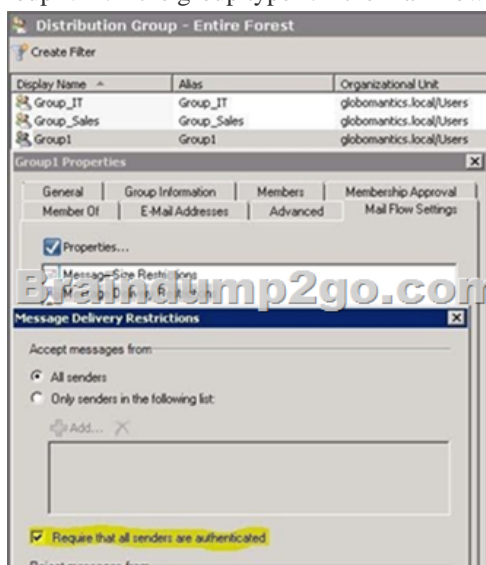 Distribution Group - Entire Forest
Create Filter
Display Name Alias Organizational Unit
Group_IT Group_IT globomantics.local/Users
Group_Sales Group_Sales globomantics.local/Users
Group1 Group1 globomantics.local/Users
Group1 Properties
General Group Information Members Membership Approval
Member Of E-Mail Addresses Advanced Mail Flow Settings
Properties...
Message Size Restrictions
Braindump2go.com
Message Delivery Restrictions
Accept messages from
All senders
Only senders in the following list:
Add...
Require that all senders are authenticated